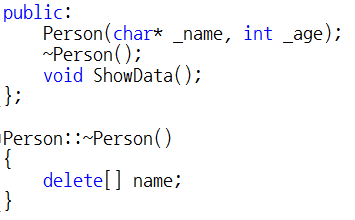 public:
Person(char* _name, int _age);
~Person();
void ShowData();
};
Person::~Person()
{
delete[] name;
}